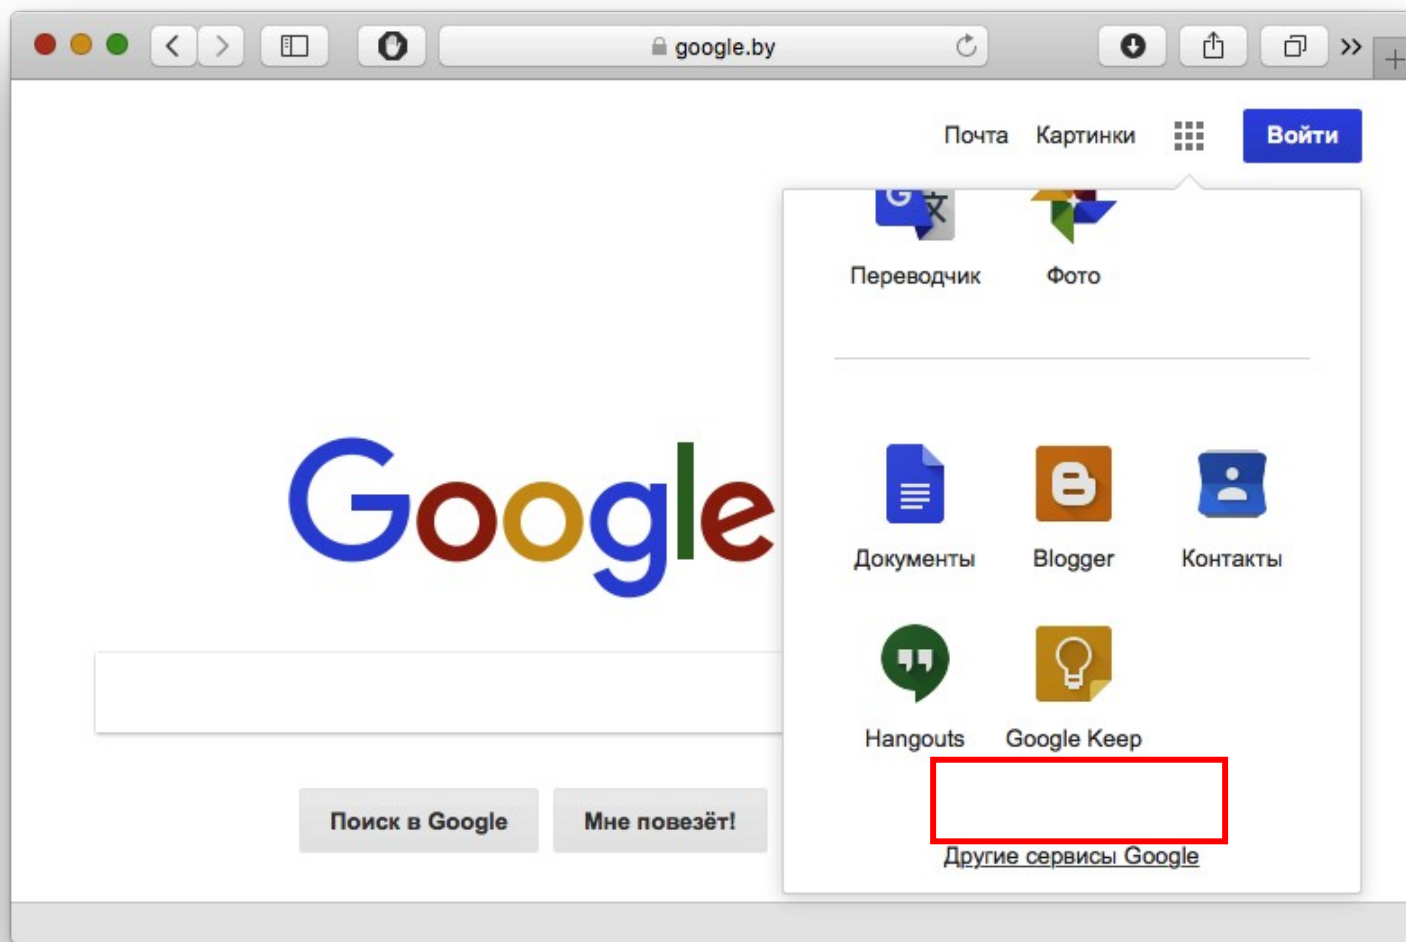 google.by
Почта Картинки Войти
Переводчик Фото
Google
Документы Blogger Контакты
Hangouts Google Keep
Поиск в Google Мне повезёт!
Другие сервисы Google